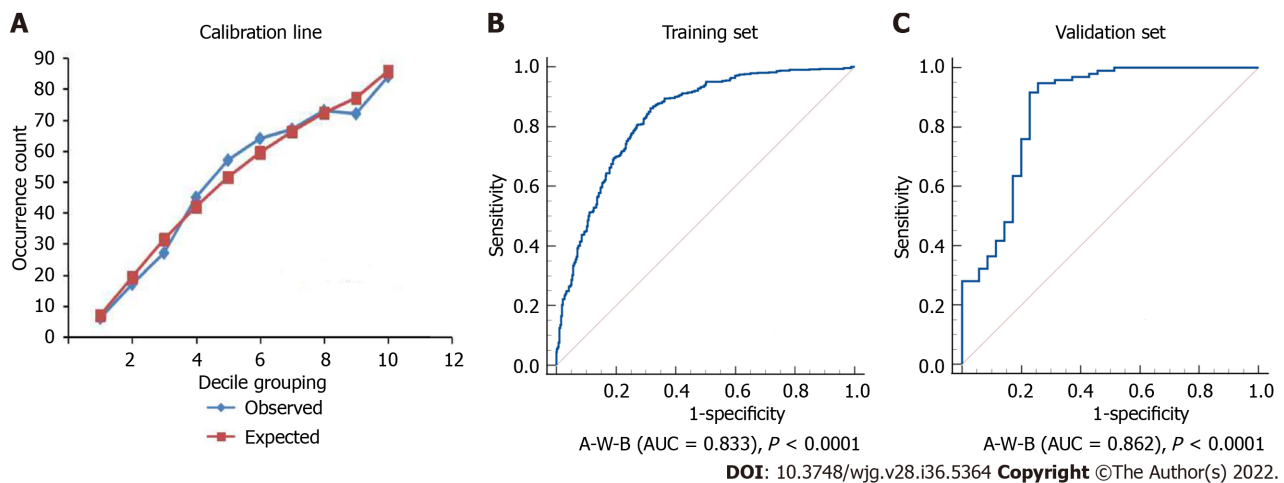 A
Calibration line
90
80
70
60
50
40
30
20
10
0
Occurrence count
2
4
6
8
10
12
Decile grouping
Observed
Expected
B
Training set
1.0
0.8
0.6
0.4
0.2
0.0
Sensitivity
0.2
0.4
0.6
0.8
1.0
1-specificity
A-W-B (AUC = 0.833), P < 0.0001
C
Validation set
1.0
0.8
0.6
0.4
0.2
0.0
Sensitivity
0.2
0.4
0.6
0.8
1.0
1-specificity
A-W-B (AUC = 0.862), P < 0.0001
DOI: 10.3748/wjg.v28.i36.5364 Copyright ©The Author(s) 2022.